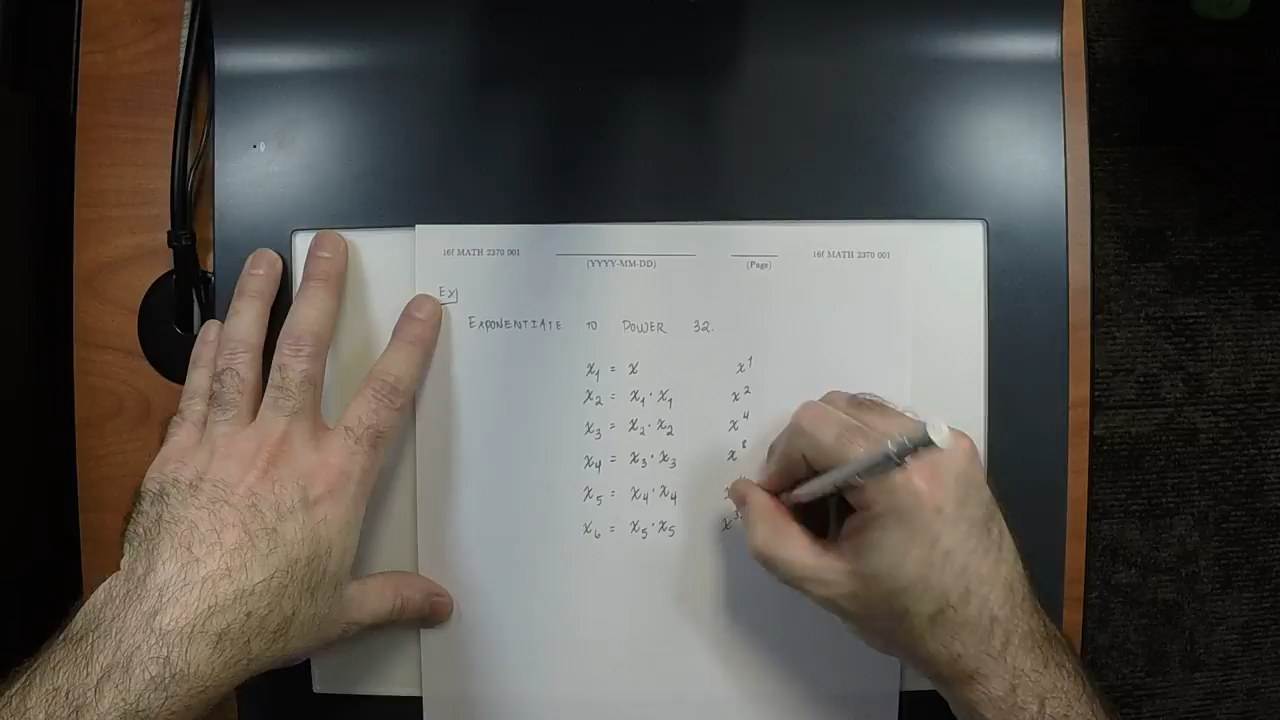 16f MATH 2370 001 16f MATH 2370 001
(YYYY-MM-DD) (Page)
Ex
EXPONENTIATE TO POWER 32.
x₁ = x x¹
x₂ = x₁·x₁ x²
x₃ = x₂·x₂ x⁴
x₄ = x₃·x₃ x⁸
x₅ = x₄·x₄
x₆ = x₅·x₅